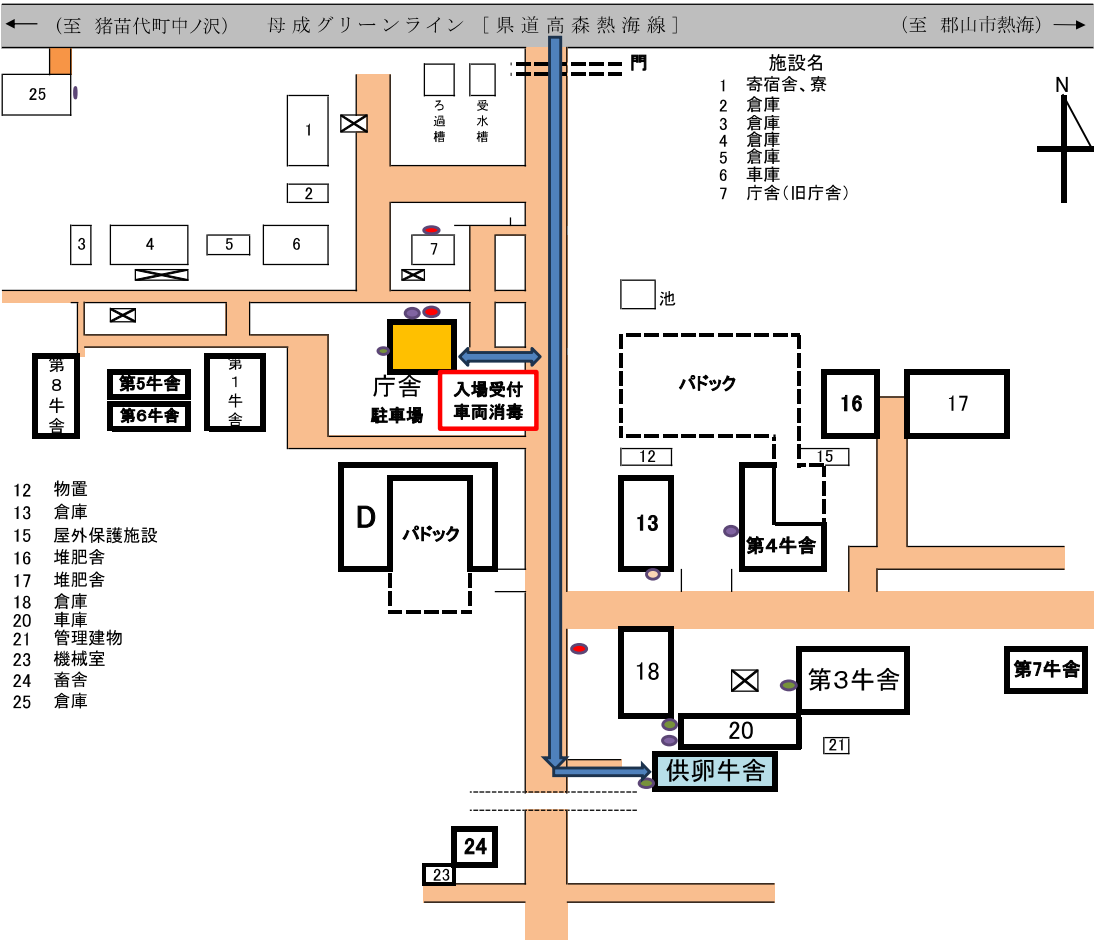 (至 猪苗代町中ノ沢) 母成グリーンライン [県道高森熱海線] (至 郡山市熱海)
門
施設名
1 寄宿舎、寮
2 倉庫
3 倉庫
4 倉庫
5 倉庫
6 車庫
7 庁舎(旧庁舎)
N
25
ろ過槽
受水槽
1
2
3
4
5
6
7
池
第8牛舎
第5牛舎
第6牛舎
第1牛舎
庁舎
駐車場
入場受付
車両消毒
パドック
16
17
12
15
13
第4牛舎
D
パドック
12 物置
13 倉庫
15 屋外保護施設
16 堆肥舎
17 堆肥舎
18 倉庫
20 車庫
21 管理建物
23 機械室
24 畜舎
25 倉庫
18
第3牛舎
第7牛舎
20
21
供卵牛舎
24
23